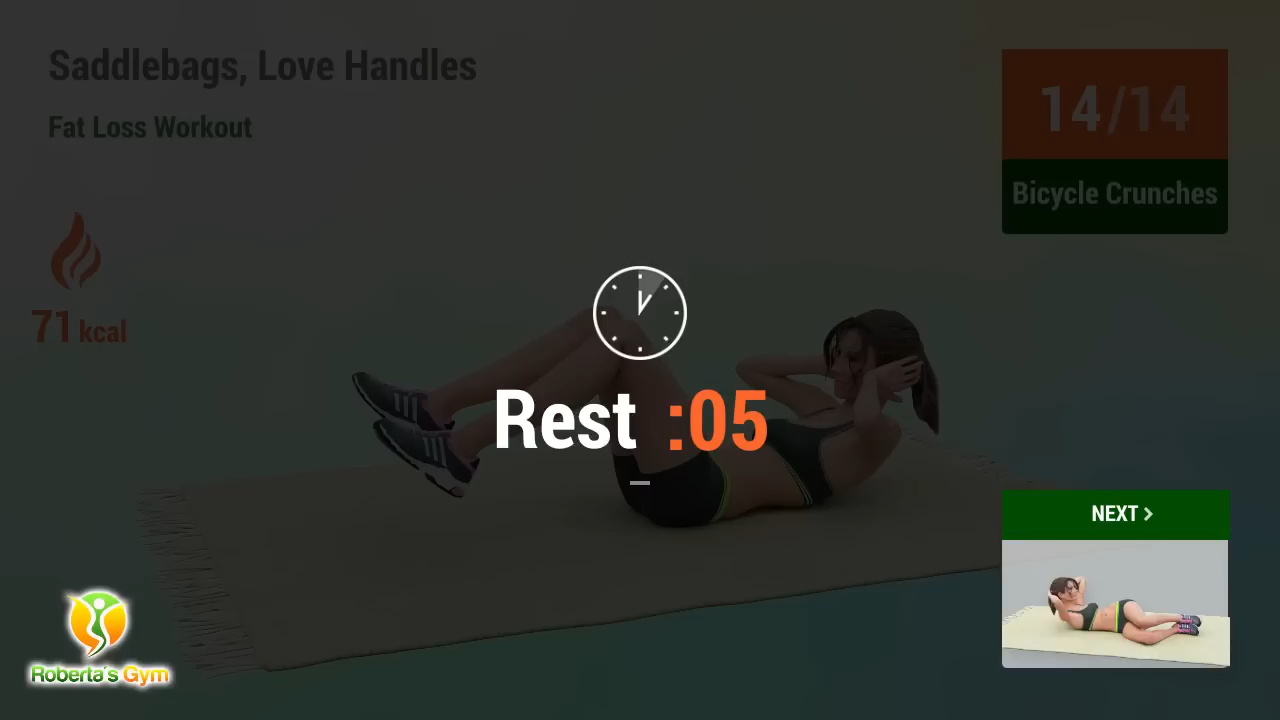 Saddlebags, Love Handles
Fat Loss Workout
14/14
Bicycle Crunches
71 kcal
Rest :05
NEXT >
Roberta's Gym